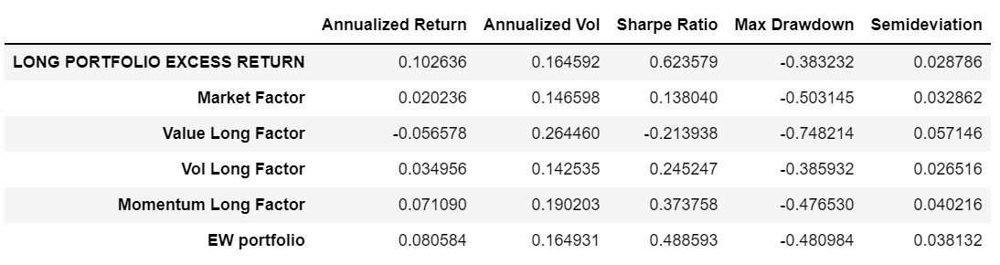 Annualized Return Annualized Vol Sharpe Ratio Max Drawdown Semideviation
LONG PORTFOLIO EXCESS RETURN 0.102636 0.164592 0.623579 -0.383232 0.028786
Market Factor 0.020236 0.146598 0.138040 -0.503145 0.032862
Value Long Factor -0.056578 0.264460 -0.213938 -0.748214 0.057146
Vol Long Factor 0.034956 0.142535 0.245247 -0.385932 0.026516
Momentum Long Factor 0.071090 0.190203 0.373758 -0.476530 0.040216
EW portfolio 0.080584 0.164931 0.488593 -0.480984 0.038132